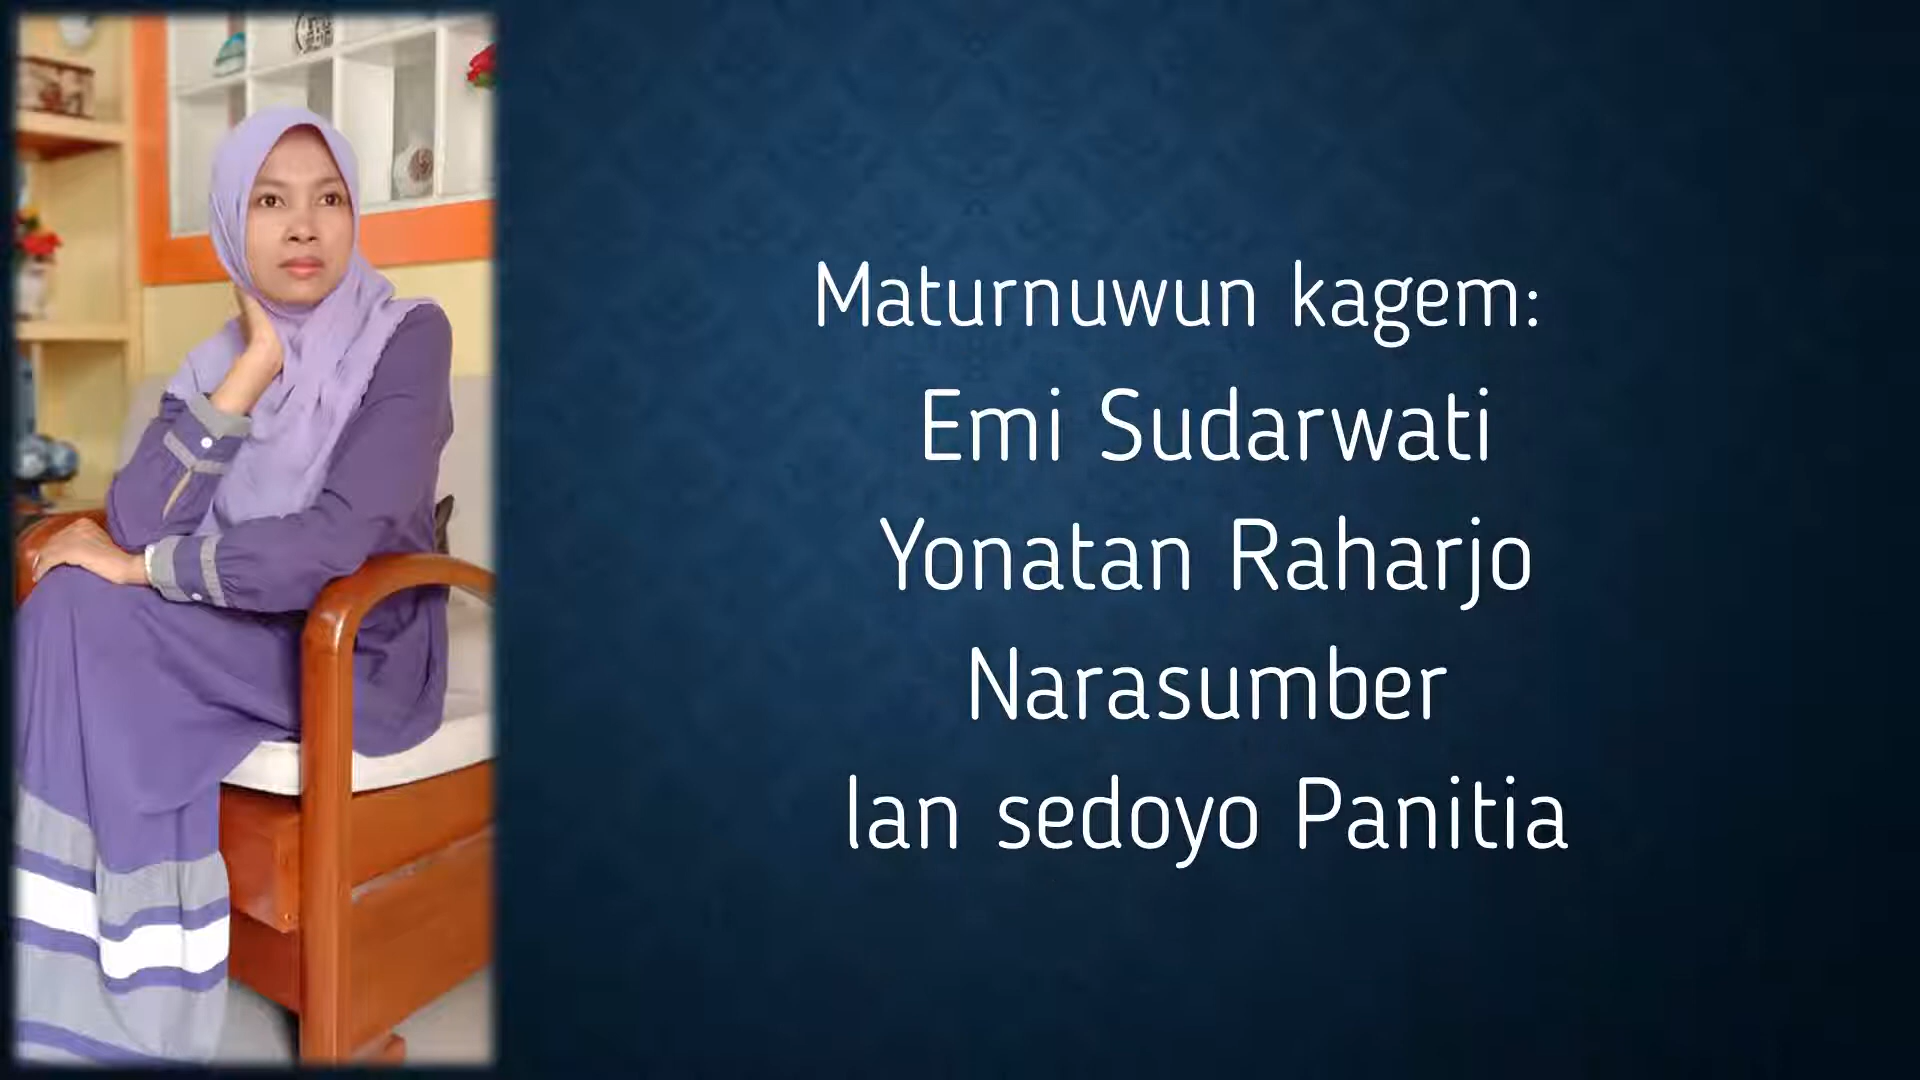 Maturnuwun kagem:
Emi Sudarwati
Yonatan Raharjo
Narasumber
lan sedoyo Panitia